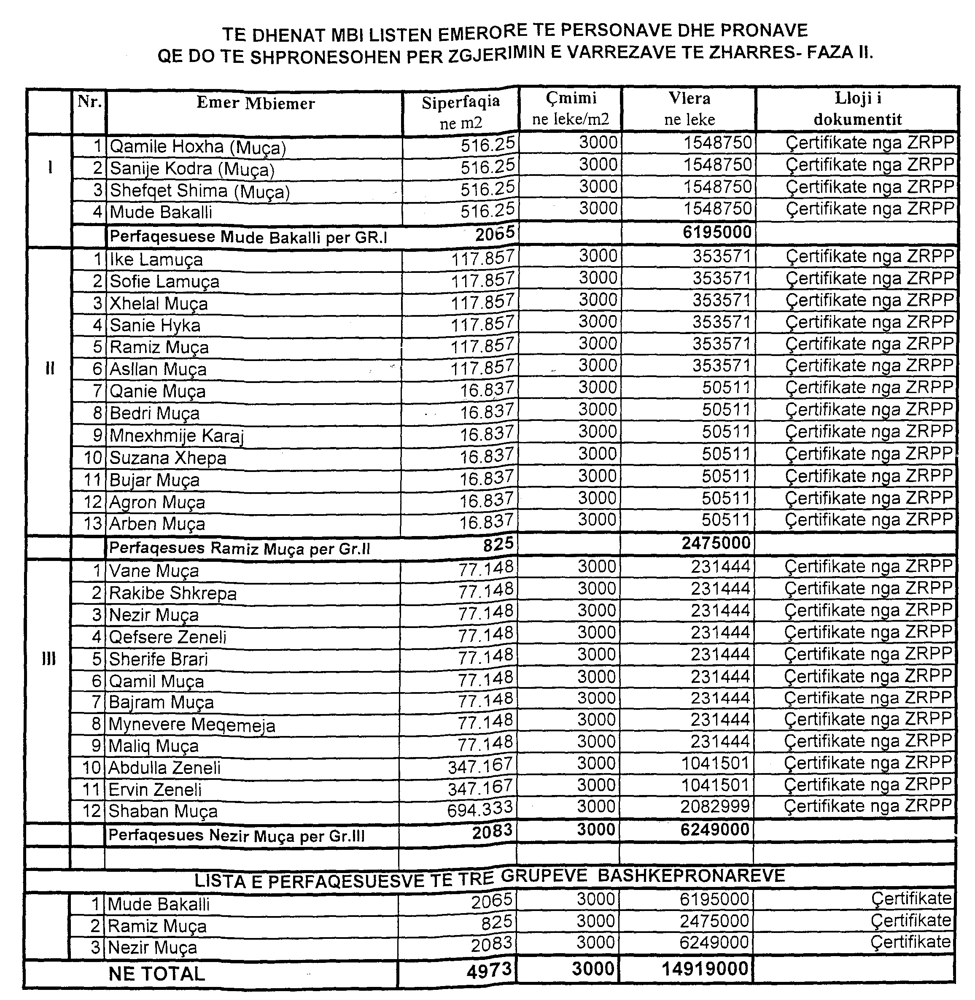 TE DHENAT MBI LISTEN EMERORE TE PERSONAVE DHE PRONAVE
QE DO TE SHPRONESOHEN PER ZGJERIMIN E VARREZAVE TE ZHARRES- FAZA II.
Nr. Emer Mbiemer Siperfaqia Çmimi Vlera Lloji i
ne m2 ne leke/m2 ne leke dokumentit
1 Qamile Hoxha (Muça) 516.25 3000 1548750 Çertifikate nga ZRPP
I 2 Sanije Kodra (Muça) 516.25 3000 1548750 Çertifikate nga ZRPP
3 Shefqet Shima (Muça) 516.25 3000 1548750 Çertifikate nga ZRPP
4 Mude Bakalli 516.25 3000 1548750 Çertifikate nga ZRPP
Perfaqesuese Mude Bakalli per GR.I 2065 6195000
1 Ike Lamuça 117.857 3000 353571 Çertifikate nga ZRPP
2 Sofie Lamuça 117.857 3000 353571 Çertifikate nga ZRPP
3 Xhelal Muça 117.857 3000 353571 Çertifikate nga ZRPP
4 Sanie Hyka 117.857 3000 353571 Çertifikate nga ZRPP
5 Ramiz Muça 117.857 3000 353571 Çertifikate nga ZRPP
II 6 Asllan Muça 117.857 3000 353571 Çertifikate nga ZRPP
7 Qanie Muça 16.837 3000 50511 Çertifikate nga ZRPP
8 Bedri Muça 16.837 3000 50511 Çertifikate nga ZRPP
9 Mnexhmije Karaj 16.837 3000 50511 Çertifikate nga ZRPP
10 Suzana Xhepa 16.837 3000 50511 Çertifikate nga ZRPP
11 Bujar Muça 16.837 3000 50511 Çertifikate nga ZRPP
12 Agron Muça 16.837 3000 50511 Çertifikate nga ZRPP
13 Arben Muça 16.837 3000 50511 Çertifikate nga ZRPP
Perfaqesues Ramiz Muça per Gr.II 825 2475000
1 Vane Muça 77.148 3000 231444 Çertifikate nga ZRPP
2 Rakibe Shkrepa 77.148 3000 231444 Çertifikate nga ZRPP
3 Nezir Muça 77.148 3000 231444 Çertifikate nga ZRPP
4 Qefsere Zeneli 77.148 3000 231444 Çertifikate nga ZRPP
III 5 Sherife Brari 77.148 3000 231444 Çertifikate nga ZRPP
6 Qamil Muça 77.148 3000 231444 Çertifikate nga ZRPP
7 Bajram Muça 77.148 3000 231444 Çertifikate nga ZRPP
8 Mynevere Meqemeja 77.148 3000 231444 Çertifikate nga ZRPP
9 Maliq Muça 77.148 3000 231444 Çertifikate nga ZRPP
10 Abdulla Zeneli 347.167 3000 1041501 Çertifikate nga ZRPP
11 Ervin Zeneli 347.167 3000 1041501 Çertifikate nga ZRPP
12 Shaban Muça 694.333 3000 2082999 Çertifikate nga ZRPP
Perfaqesues Nezir Muça per Gr.III 2083 3000 6249000
LISTA E PERFAQESUESVE TE TRE GRUPEVE BASHKEPRONAREVE
1 Mude Bakalli 2065 3000 6195000 Çertifikate
2 Ramiz Muça 825 3000 2475000 Çertifikate
3 Nezir Muça 2083 3000 6249000 Çertifikate
NE TOTAL 4973 3000 14919000